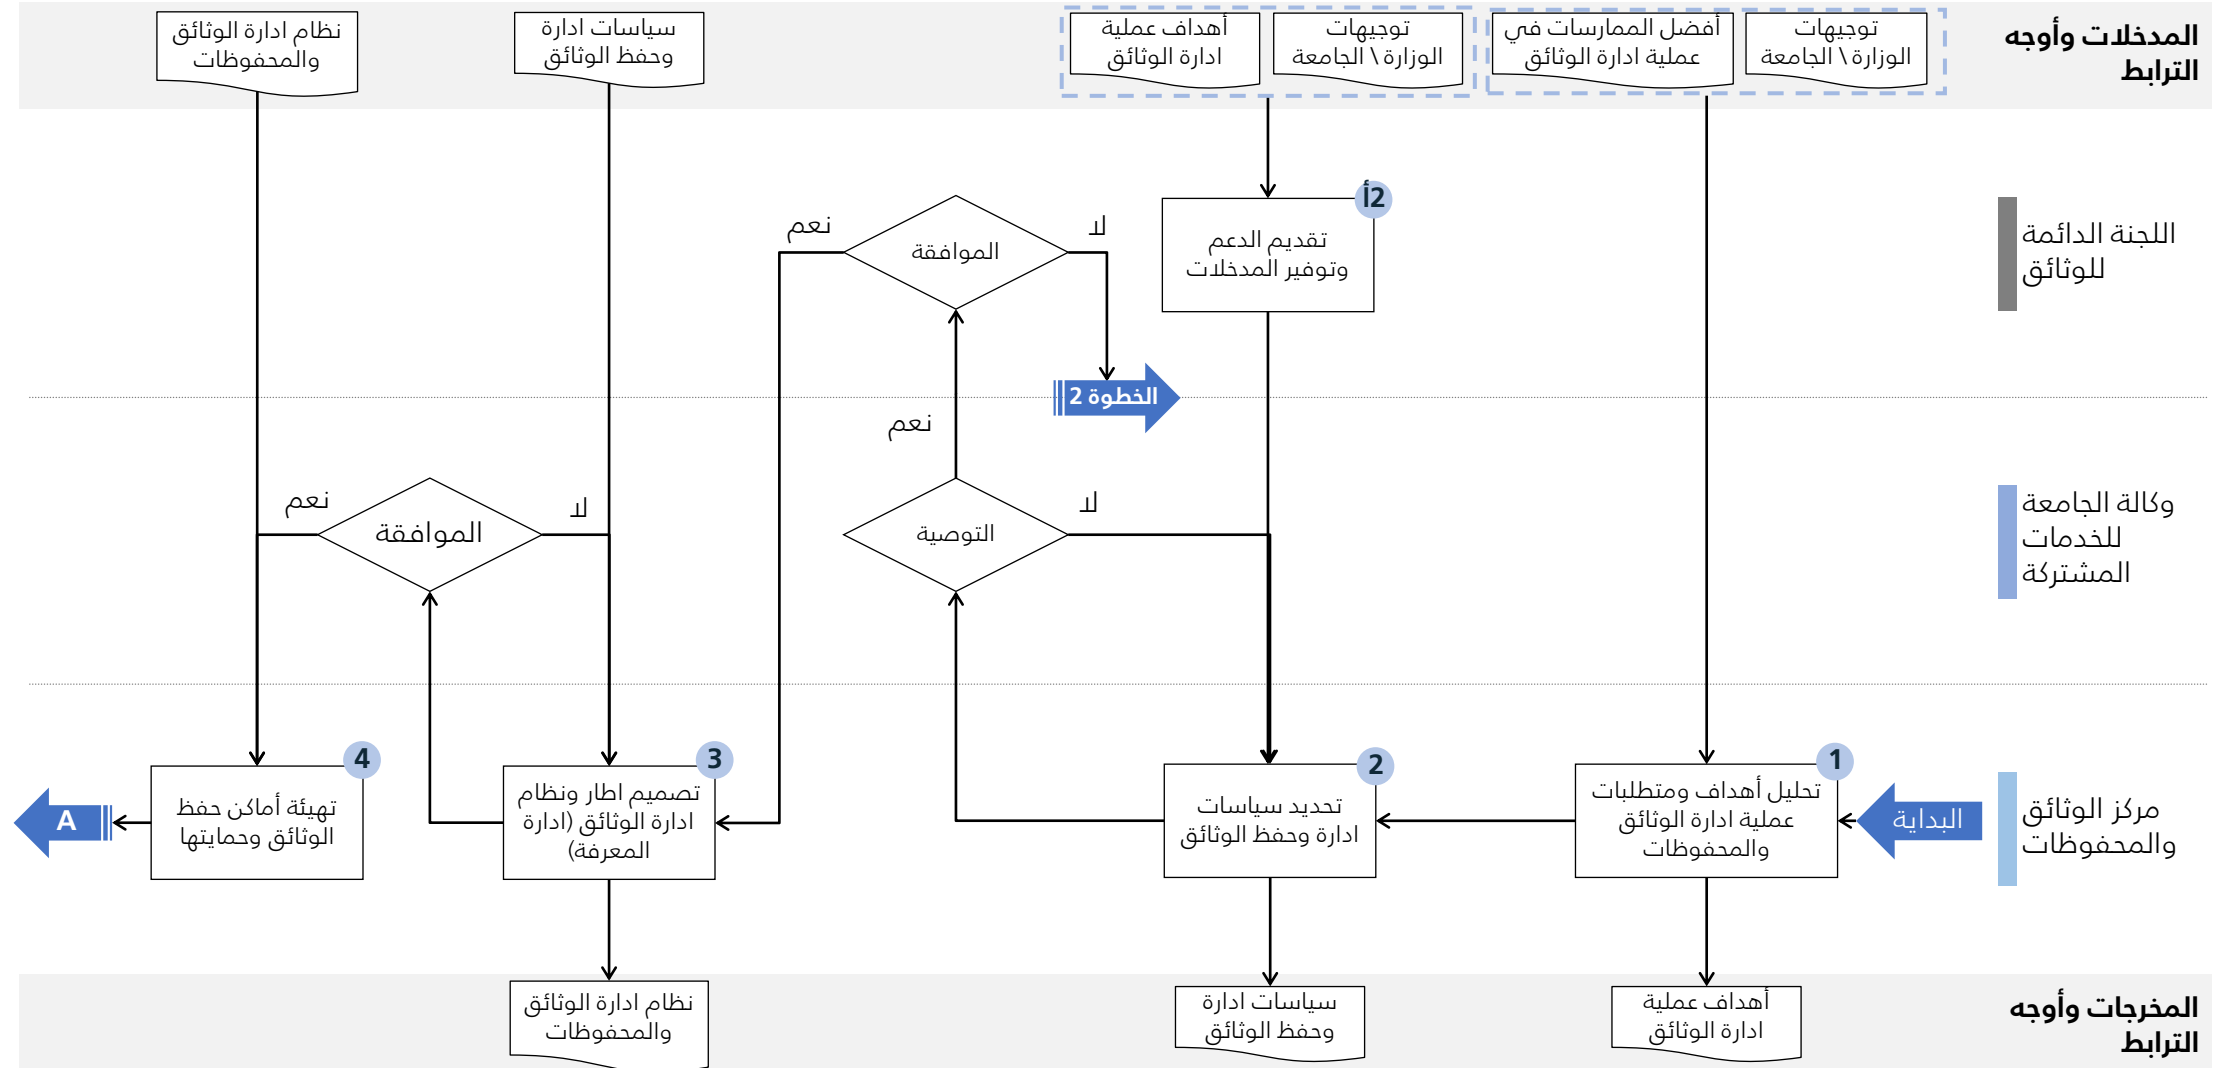 المدخلات وأوجه
الترابط
توجيهات
الوزارة \ الجامعة
أفضل الممارسات في
عملية ادارة الوثائق
توجيهات
الوزارة \ الجامعة
أهداف عملية
ادارة الوثائق
سياسات ادارة
وحفظ الوثائق
نظام ادارة الوثائق
والمحفوظات
اللجنة الدائمة
للوثائق
2أ
تقديم الدعم
وتوفير المدخلات
لا
الموافقة
نعم
الخطوة 2
نعم
وكالة الجامعة
للخدمات
المشتركة
لا
التوصية
لا
الموافقة
نعم
مركز الوثائق
والمحفوظات
البداية
1
تحليل أهداف ومتطلبات
عملية ادارة الوثائق
والمحفوظات
2
تحديد سياسات
ادارة وحفظ الوثائق
3
تصميم اطار ونظام
ادارة الوثائق (ادارة
المعرفة)
4
تهيئة أماكن حفظ
الوثائق وحمايتها
A
المخرجات وأوجه
الترابط
أهداف عملية
ادارة الوثائق
سياسات ادارة
وحفظ الوثائق
نظام ادارة الوثائق
والمحفوظات